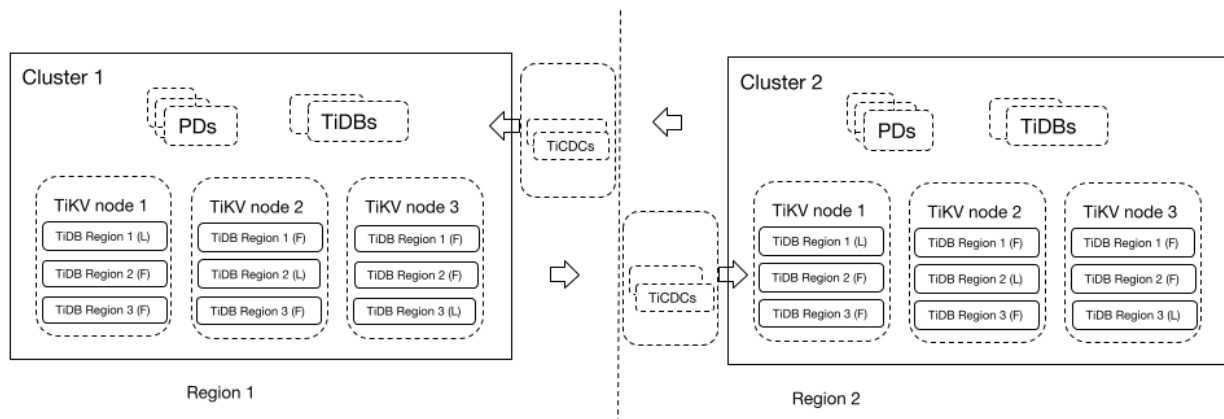 Cluster 1
PDs
TiDBs
TiKV node 1
TiDB Region 1 (L)
TiDB Region 2 (F)
TiDB Region 3 (F)
TiKV node 2
TiDB Region 1 (F)
TiDB Region 2 (L)
TiDB Region 3 (F)
TiKV node 3
TiDB Region 1 (F)
TiDB Region 2 (F)
TiDB Region 3 (L)
Region 1
TiCDCs
TiCDCs
Cluster 2
PDs
TiDBs
TiKV node 1
TiDB Region 1 (L)
TiDB Region 2 (F)
TiDB Region 3 (F)
TiKV node 2
TiDB Region 1 (F)
TiDB Region 2 (L)
TiDB Region 3 (F)
TiKV node 3
TiDB Region 1 (F)
TiDB Region 2 (F)
TiDB Region 3 (L)
Region 2